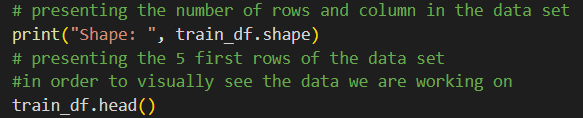 # presenting the number of rows and column in the data set
print("Shape: ", train_df.shape)
# presenting the 5 first rows of the data set
#in order to visually see the data we are working on
train_df.head()